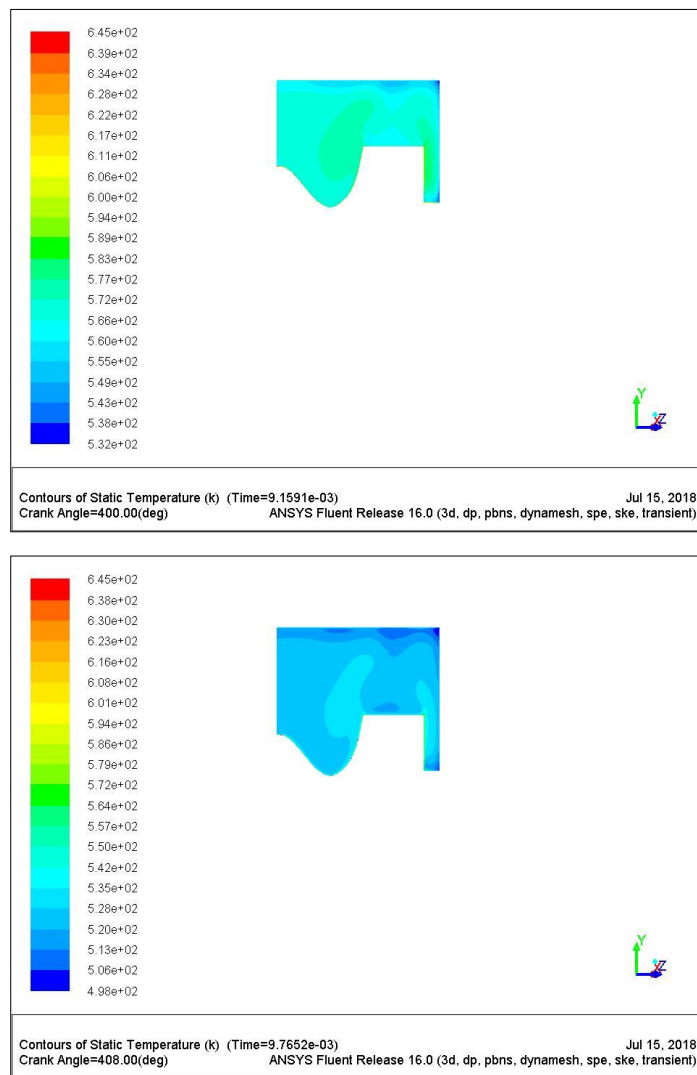 6.45e+02
6.39e+02
6.34e+02
6.28e+02
6.22e+02
6.17e+02
6.11e+02
6.06e+02
6.00e+02
5.94e+02
5.89e+02
5.83e+02
5.77e+02
5.72e+02
5.66e+02
5.60e+02
5.55e+02
5.49e+02
5.43e+02
5.38e+02
5.32e+02
Y
X Z
Contours of Static Temperature (k) (Time=9.1591e-03) Jul 15, 2018
Crank Angle=400.00(deg) ANSYS Fluent Release 16.0 (3d, dp, pbns, dynamesh, spe, ske, transient)
6.45e+02
6.38e+02
6.30e+02
6.23e+02
6.16e+02
6.08e+02
6.01e+02
5.94e+02
5.86e+02
5.79e+02
5.72e+02
5.64e+02
5.57e+02
5.50e+02
5.42e+02
5.35e+02
5.28e+02
5.20e+02
5.13e+02
5.06e+02
4.98e+02
Y
X Z
Contours of Static Temperature (k) (Time=9.7652e-03) Jul 15, 2018
Crank Angle=408.00(deg) ANSYS Fluent Release 16.0 (3d, dp, pbns, dynamesh, spe, ske, transient)